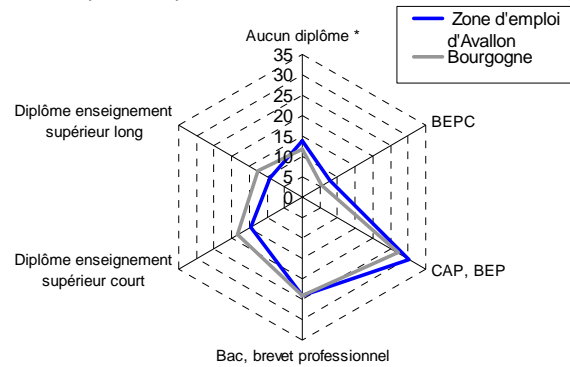 Zone d'emploi
d'Avallon
Bourgogne
Aucun diplôme *
35
30
25
20
15
10
5
0
BEPC
CAP, BEP
Bac, brevet professionnel
Diplôme enseignement
supérieur court
Diplôme enseignement
supérieur long